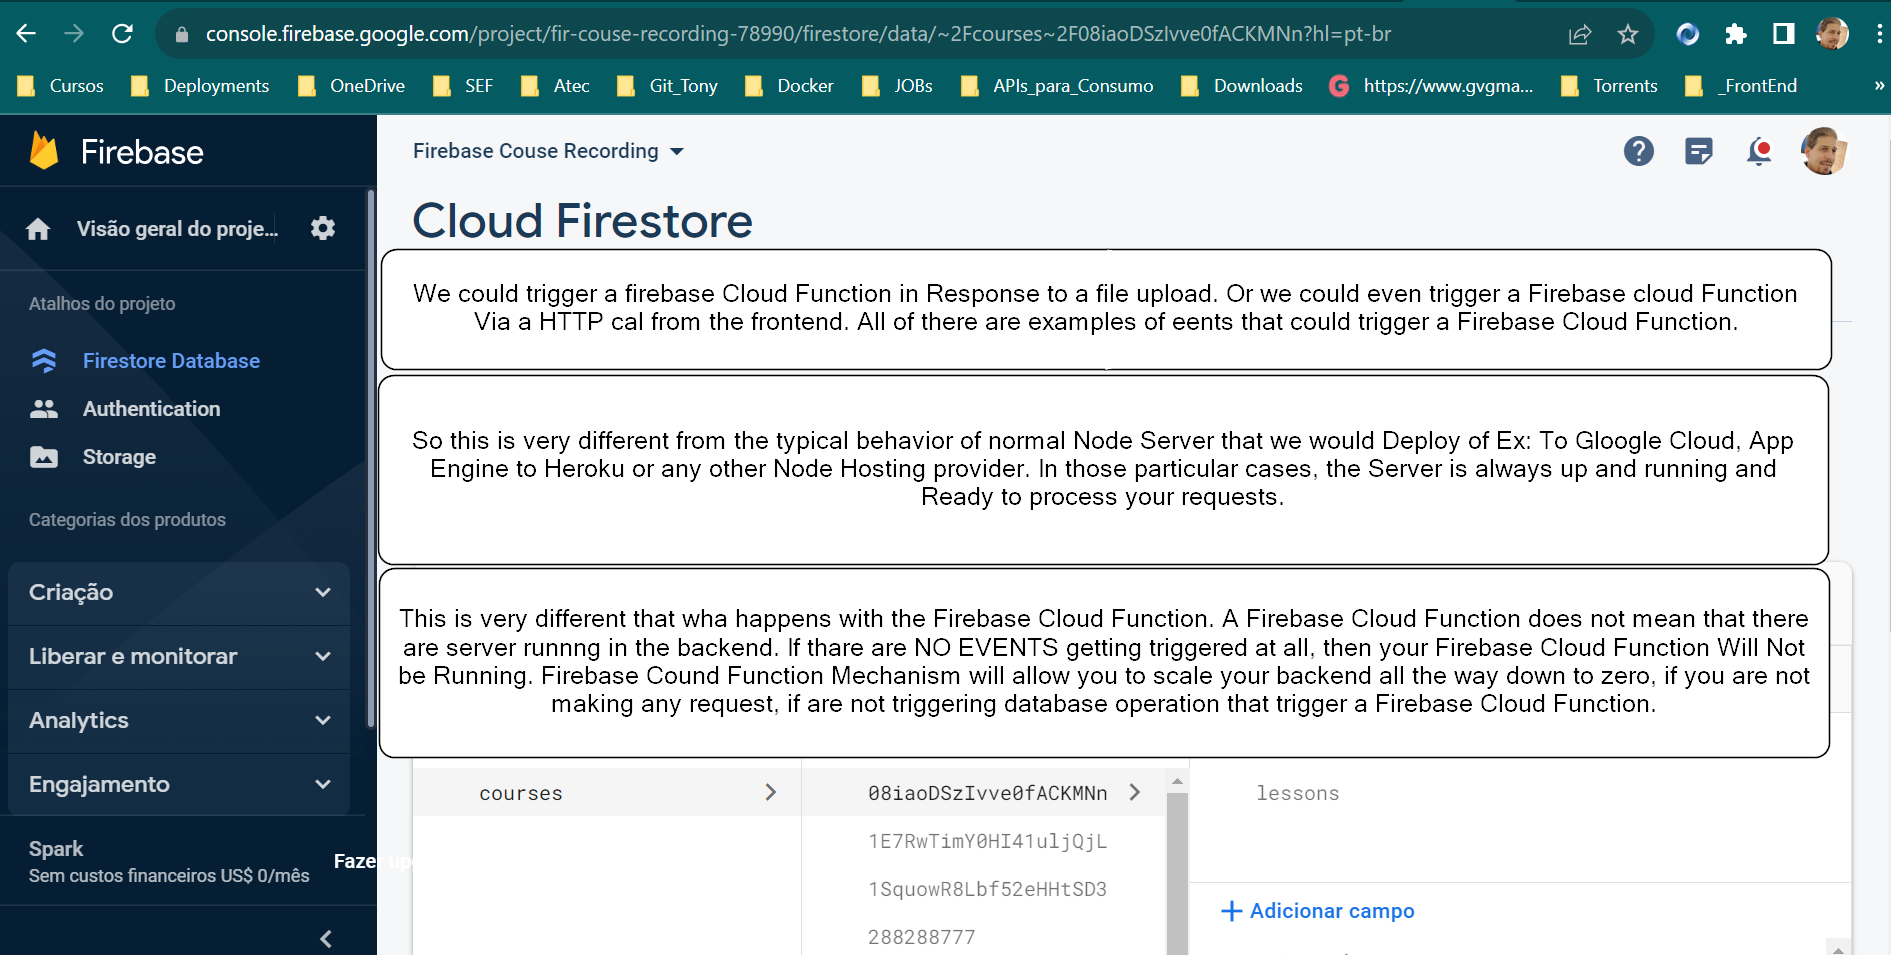 console.firebase.google.com/project/fir-couse-recording-78990/firestore/data/~2Fcourses~2F08iaoDSzIvve0fACKMNn?hl=pt-br
Cursos Deployments OneDrive SEF Atec Git_Tony Docker JOBs APIs_para_Consumo Downloads https://www.gvgma... Torrents _FrontEnd »
Firebase
Firebase Couse Recording
Cloud Firestore
Visão geral do proje...
Atalhos do projeto
Firestore Database
Authentication
Storage
Categorias dos produtos
Criação
Liberar e monitorar
Analytics
Engajamento
Spark
Sem custos financeiros US$ 0/mês
Fazer upg
We could trigger a firebase Cloud Function in Response to a file upload. Or we could even trigger a Firebase cloud Function
Via a HTTP cal from the frontend. All of there are examples of eents that could trigger a Firebase Cloud Function.
So this is very different from the typical behavior of normal Node Server that we would Deploy of Ex: To Gloogle Cloud, App
Engine to Heroku or any other Node Hosting provider. In those particular cases, the Server is always up and running and
Ready to process your requests.
This is very different that wha happens with the Firebase Cloud Function. A Firebase Cloud Function does not mean that there
are server runnng in the backend. If thare are NO EVENTS getting triggered at all, then your Firebase Cloud Function Will Not
be Running. Firebase Cound Function Mechanism will allow you to scale your backend all the way down to zero, if you are not
making any request, if are not triggering database operation that trigger a Firebase Cloud Function.
courses
08iaoDSzIvve0fACKMNn
1E7RwTimY0HI41uljQjL
1SquowR8Lbf52eHHtSD3
288288777
lessons
Adicionar campo